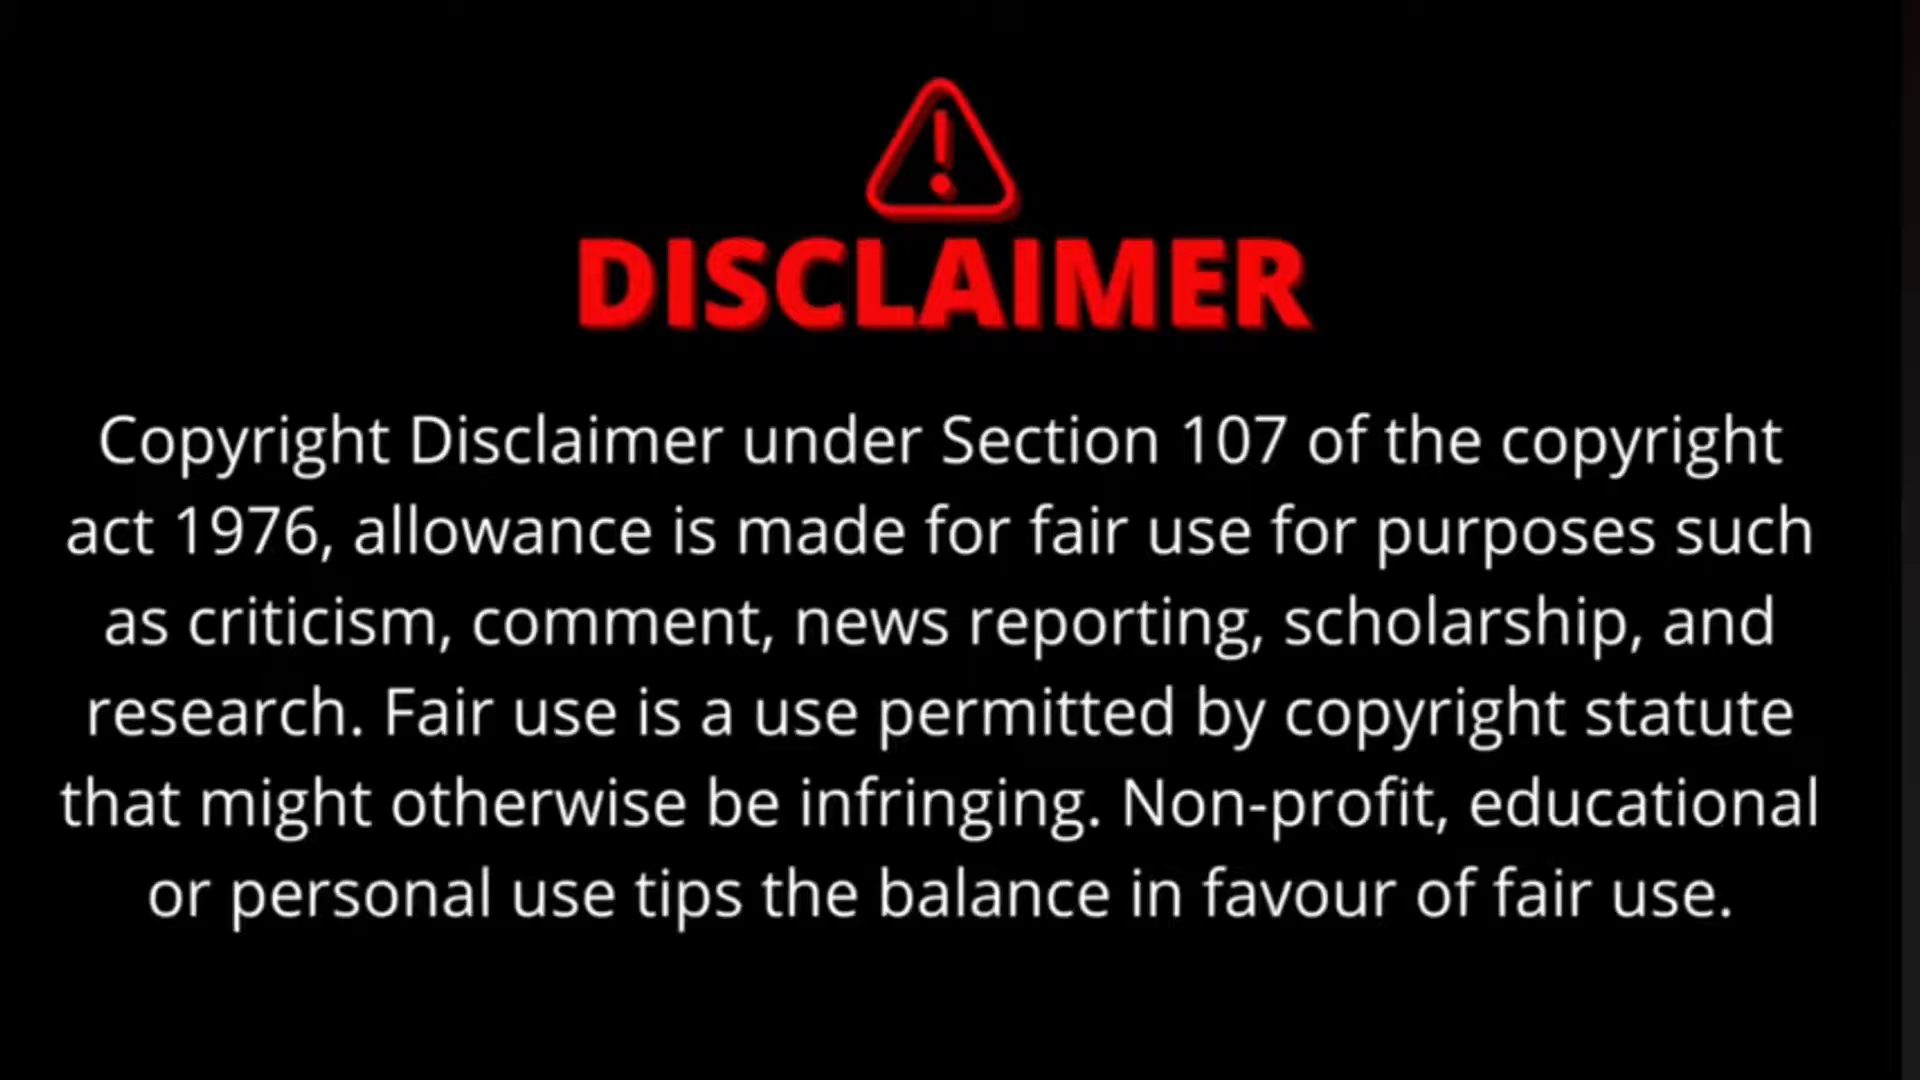 DISCLAIMER
Copyright Disclaimer under Section 107 of the copyright
act 1976, allowance is made for fair use for purposes such
as criticism, comment, news reporting, scholarship, and
research. Fair use is a use permitted by copyright statute
that might otherwise be infringing. Non-profit, educational
or personal use tips the balance in favour of fair use.